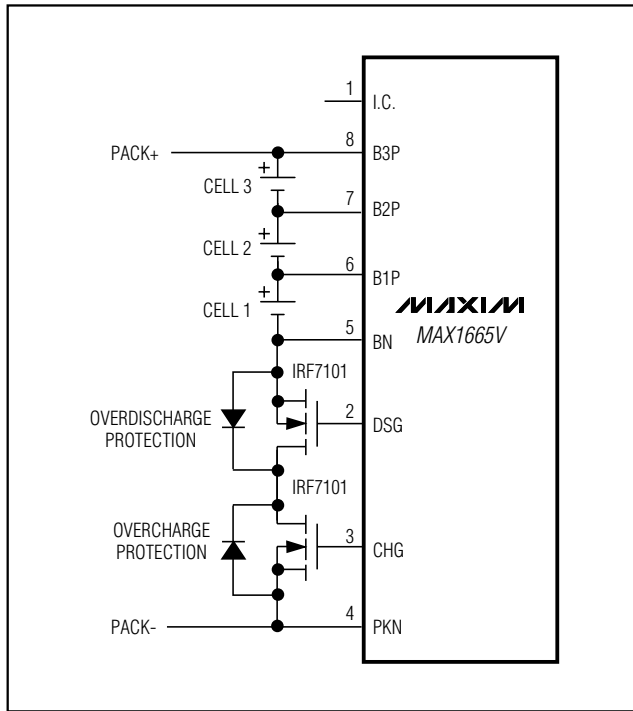 1
I.C.
PACK+
8
B3P
+
CELL 3
7
B2P
+
CELL 2
6
B1P
+
CELL 1
MAXIM
MAX1665V
5
BN
IRF7101
OVERDISCHARGE
PROTECTION
2
DSG
IRF7101
OVERCHARGE
PROTECTION
3
CHG
PACK-
4
PKN